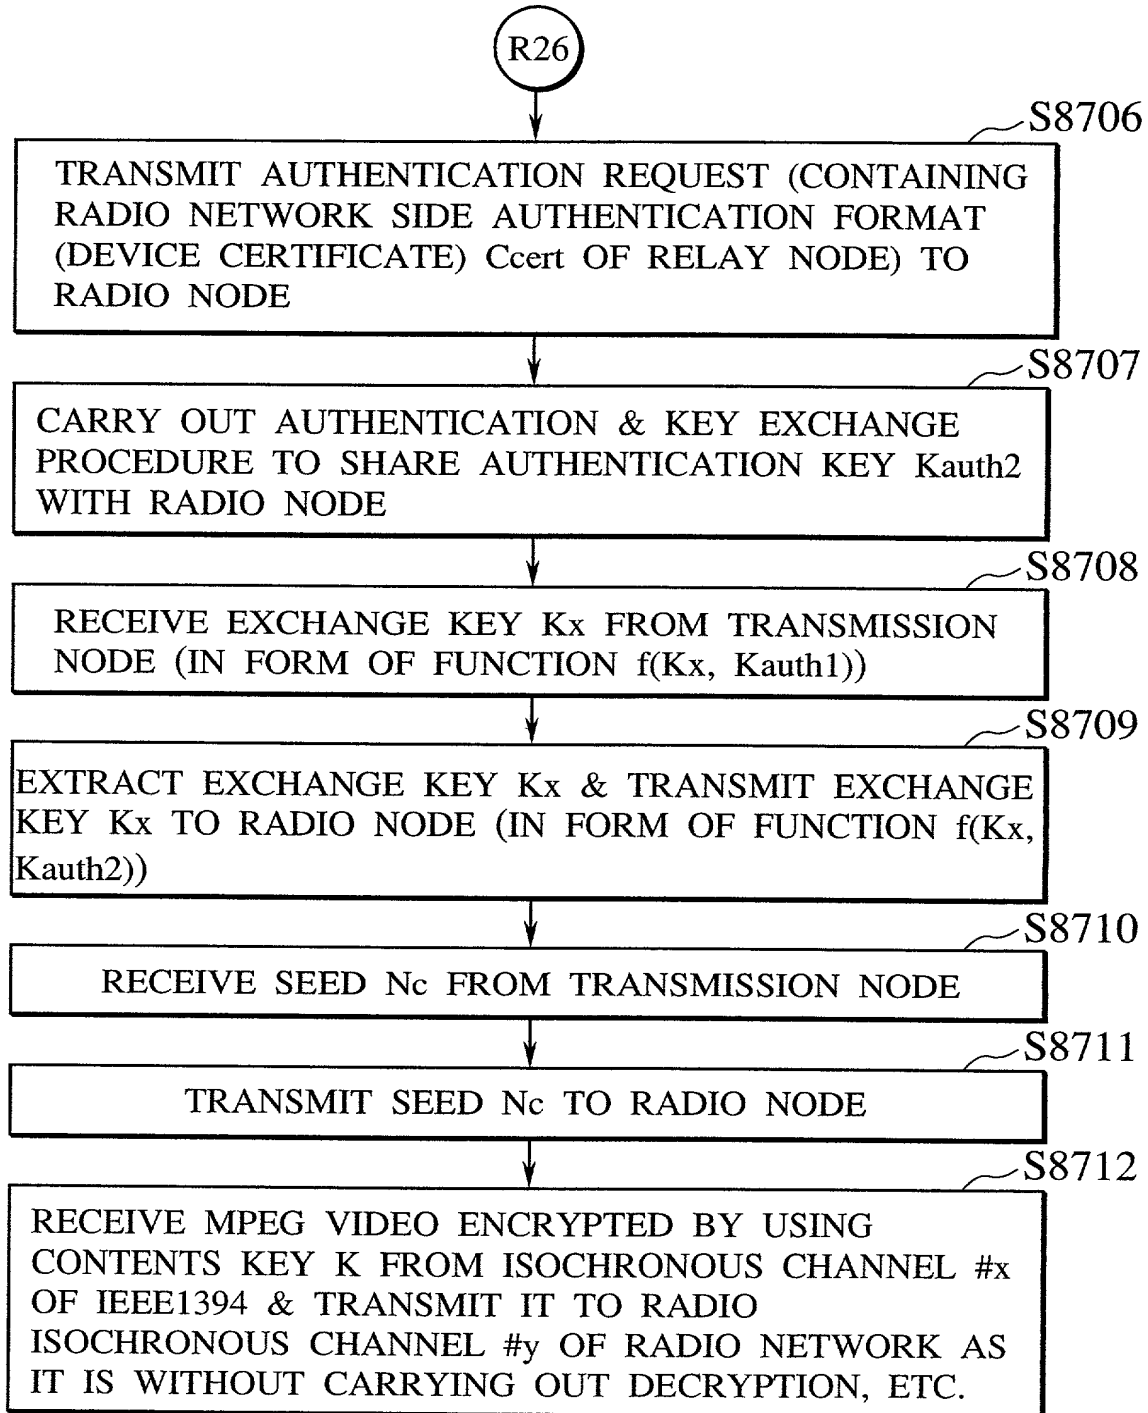 R26
S8706
TRANSMIT AUTHENTICATION REQUEST (CONTAINING
RADIO NETWORK SIDE AUTHENTICATION FORMAT
(DEVICE CERTIFICATE) Ccert OF RELAY NODE) TO
RADIO NODE
S8707
CARRY OUT AUTHENTICATION & KEY EXCHANGE
PROCEDURE TO SHARE AUTHENTICATION KEY Kauth2
WITH RADIO NODE
S8708
RECEIVE EXCHANGE KEY Kx FROM TRANSMISSION
NODE (IN FORM OF FUNCTION f(Kx, Kauth1))
S8709
EXTRACT EXCHANGE KEY Kx & TRANSMIT EXCHANGE
KEY Kx TO RADIO NODE (IN FORM OF FUNCTION f(Kx,
Kauth2))
S8710
RECEIVE SEED Nc FROM TRANSMISSION NODE
S8711
TRANSMIT SEED Nc TO RADIO NODE
S8712
RECEIVE MPEG VIDEO ENCRYPTED BY USING
CONTENTS KEY K FROM ISOCHRONOUS CHANNEL #x
OF IEEE1394 & TRANSMIT IT TO RADIO
ISOCHRONOUS CHANNEL #y OF RADIO NETWORK AS
IT IS WITHOUT CARRYING OUT DECRYPTION, ETC.